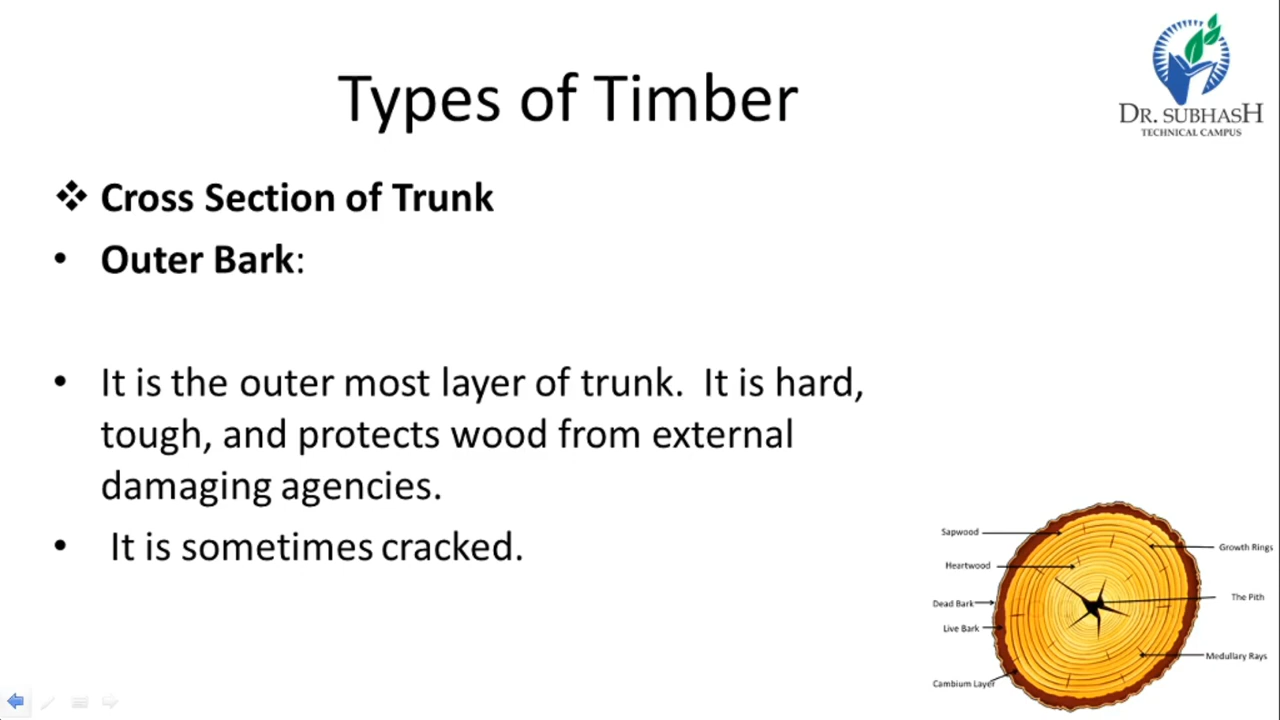 DR. SUBHASH
TECHNICAL CAMPUS
Types of Timber
❖ Cross Section of Trunk
• Outer Bark:
• It is the outer most layer of trunk. It is hard,
tough, and protects wood from external
damaging agencies.
• It is sometimes cracked.
Sapwood
Growth Rings
Heartwood
The Pith
Dead Bark
Live Bark
Medullary Rays
Cambium Layer